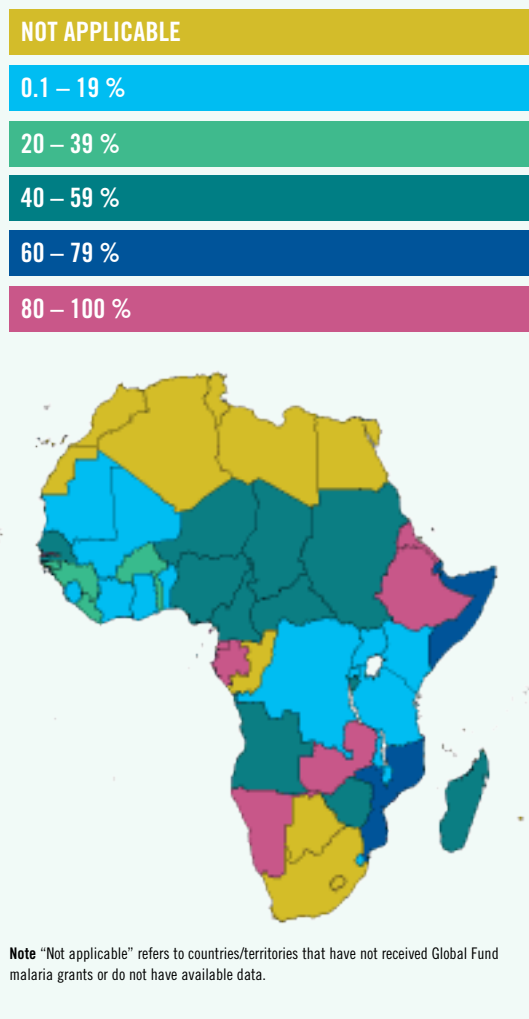 NOT APPLICABLE
0.1 – 19 %
20 – 39 %
40 – 59 %
60 – 79 %
80 – 100 %
Note “Not applicable” refers to countries/territories that have not received Global Fund
malaria grants or do not have available data.